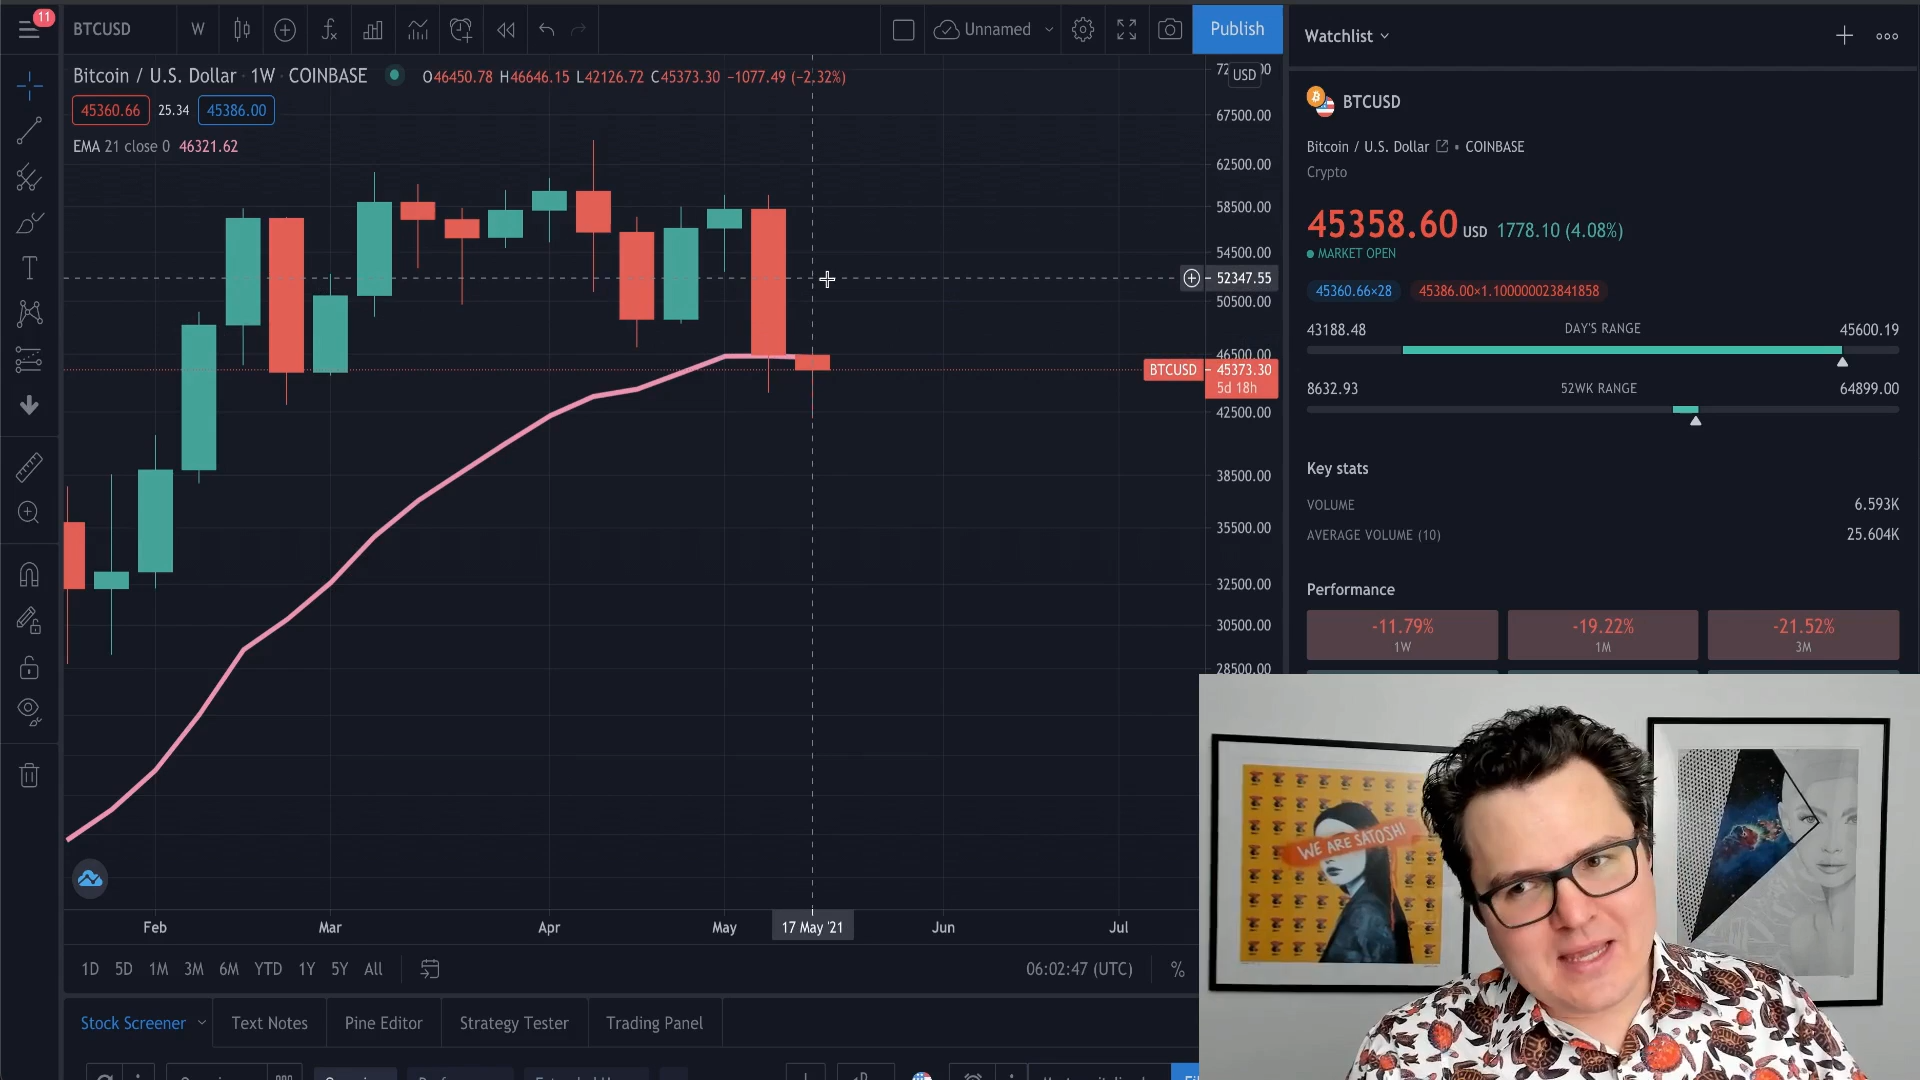 11
BTCUSD
W
Unnamed
Publish
Watchlist
Bitcoin / U.S. Dollar · 1W · COINBASE
O46450.78 H46646.15 L42126.72 C45373.30 −1077.49 (−2.32%)
45360.66 25.34 45386.00
EMA 21 close 0 46321.62
USD
67500.00
62500.00
58500.00
54500.00
52347.55
50500.00
46500.00
BTCUSD 45373.30
5d 18h
42500.00
38500.00
35500.00
32500.00
30500.00
28500.00
Feb Mar Apr May 17 May '21 Jun Jul
1D 5D 1M 3M 6M YTD 1Y 5Y All
06:02:47 (UTC) %
Stock Screener Text Notes Pine Editor Strategy Tester Trading Panel
BTCUSD
Bitcoin / U.S. Dollar • COINBASE
Crypto
45358.60 USD 1778.10 (4.08%)
MARKET OPEN
45360.66×28 45386.00×1.100000023841858
43188.48 DAY'S RANGE 45600.19
8632.93 52WK RANGE 64899.00
Key stats
VOLUME 6.593K
AVERAGE VOLUME (10) 25.604K
Performance
-11.79% -19.22% -21.52%
1W 1M 3M
WE ARE SATOSHI